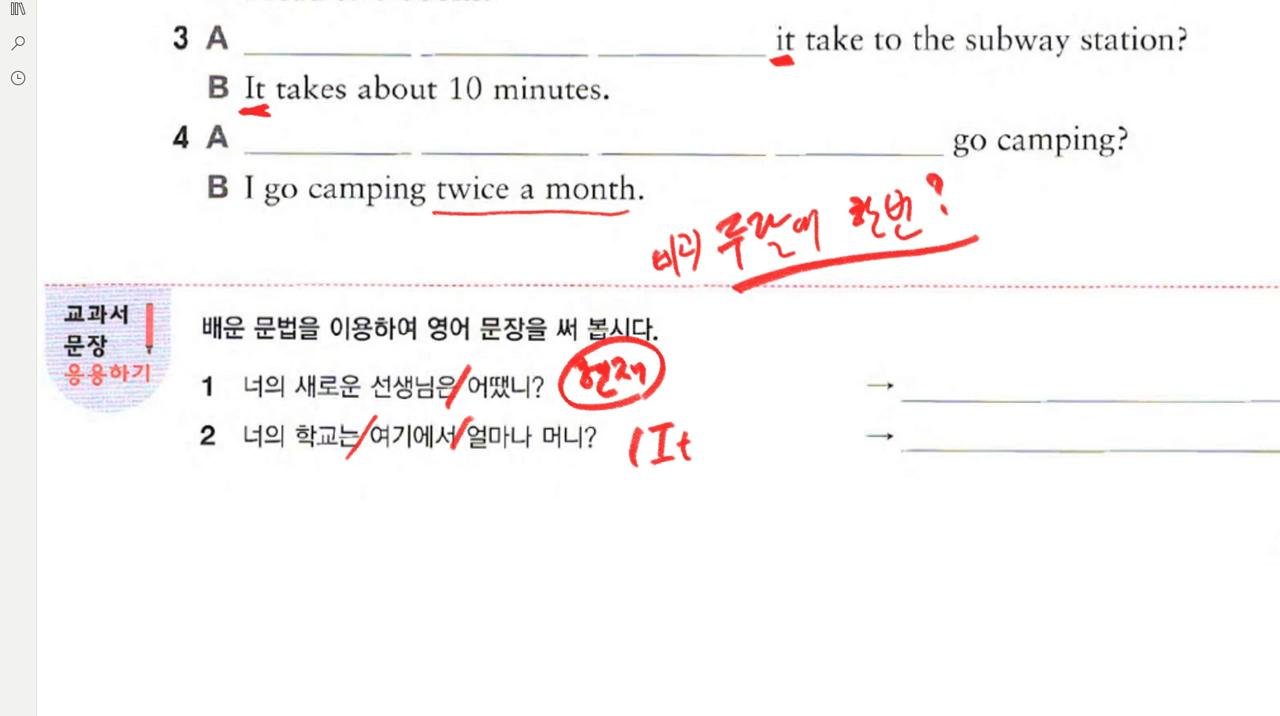 3 A ___ ___ ___ it take to the subway station?
B It takes about 10 minutes.
4 A ___ ___ ___ ___ go camping?
B I go camping twice a month.
두달에 한번?
교과서
문장
응용하기
배운 문법을 이용하여 영어 문장을 써 봅시다.
1 너의 새로운 선생님은/어땠니? 현재 →
2 너의 학교는/여기에서/얼마나 머니? (It →